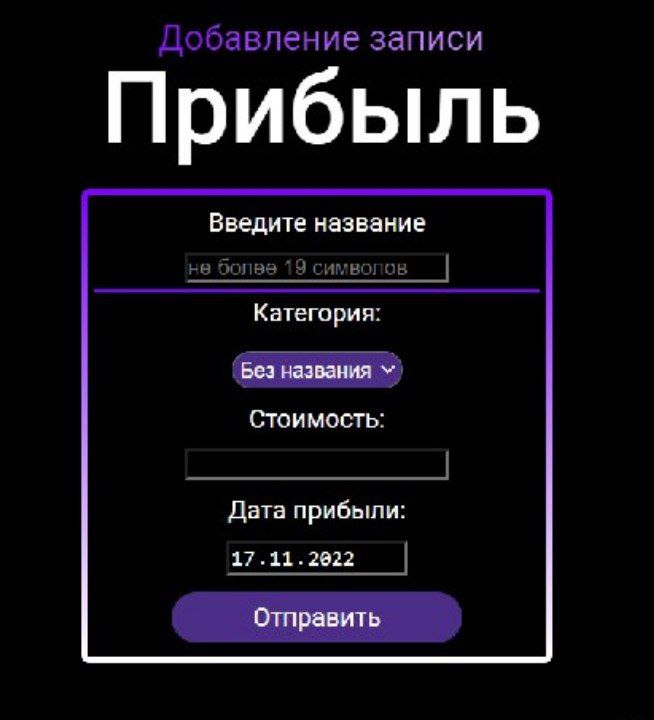 Добавление записи
Прибыль
Введите название
не более 19 символов
Категория:
Без названия
Стоимость:
Дата прибыли:
17.11.2022
Отправить